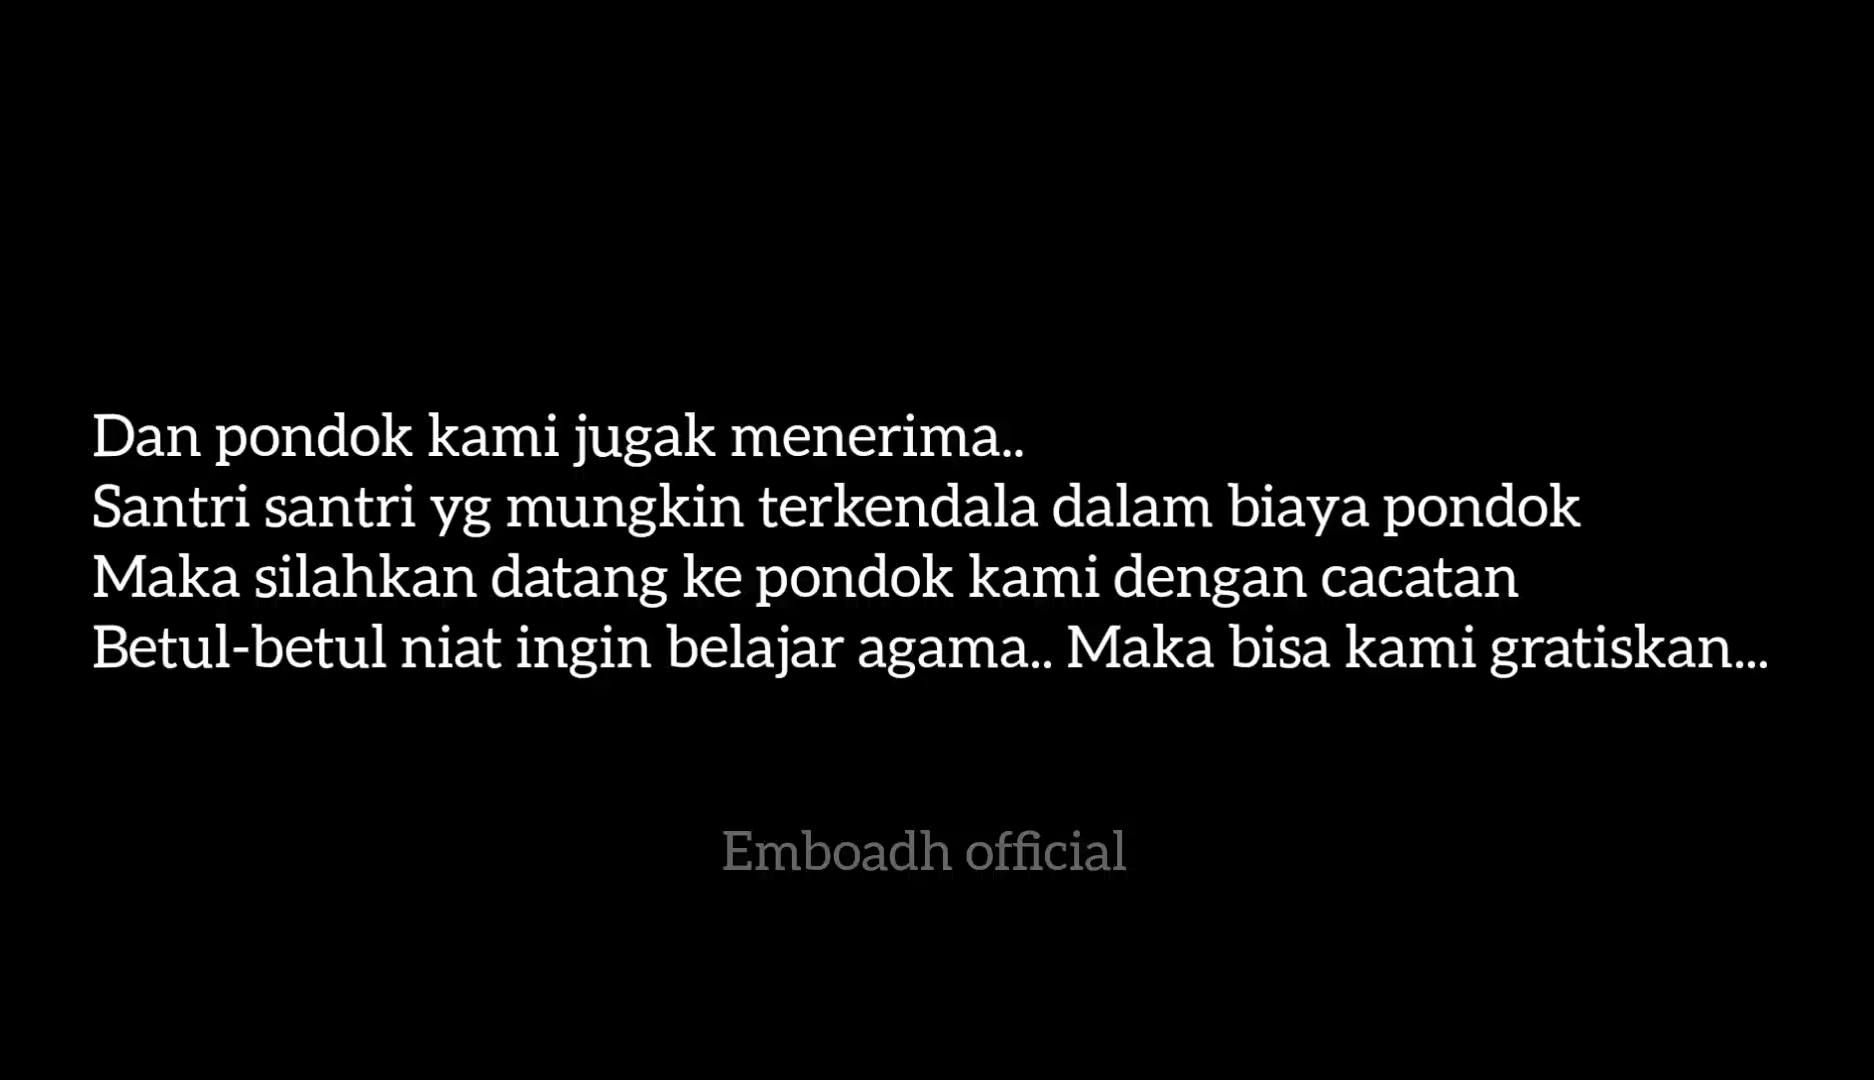 Dan pondok kami jugak menerima..
Santri santri yg mungkin terkendala dalam biaya pondok
Maka silahkan datang ke pondok kami dengan cacatan
Betul-betul niat ingin belajar agama.. Maka bisa kami gratiskan...
Emboadh official